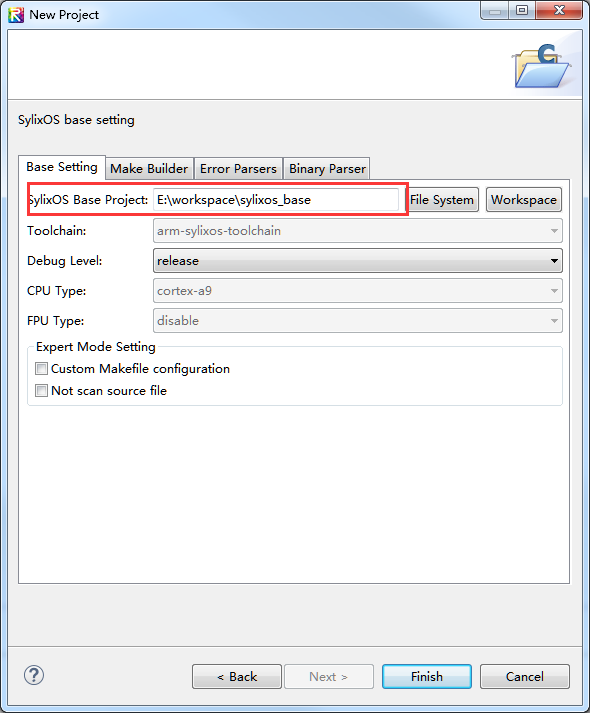 New Project
SylixOS base setting
Base Setting Make Builder Error Parsers Binary Parser
SylixOS Base Project: E:\workspace\sylixos_base File System Workspace
Toolchain: arm-sylixos-toolchain
Debug Level: release
CPU Type: cortex-a9
FPU Type: disable
Expert Mode Setting
Custom Makefile configuration
Not scan source file
? < Back Next > Finish Cancel